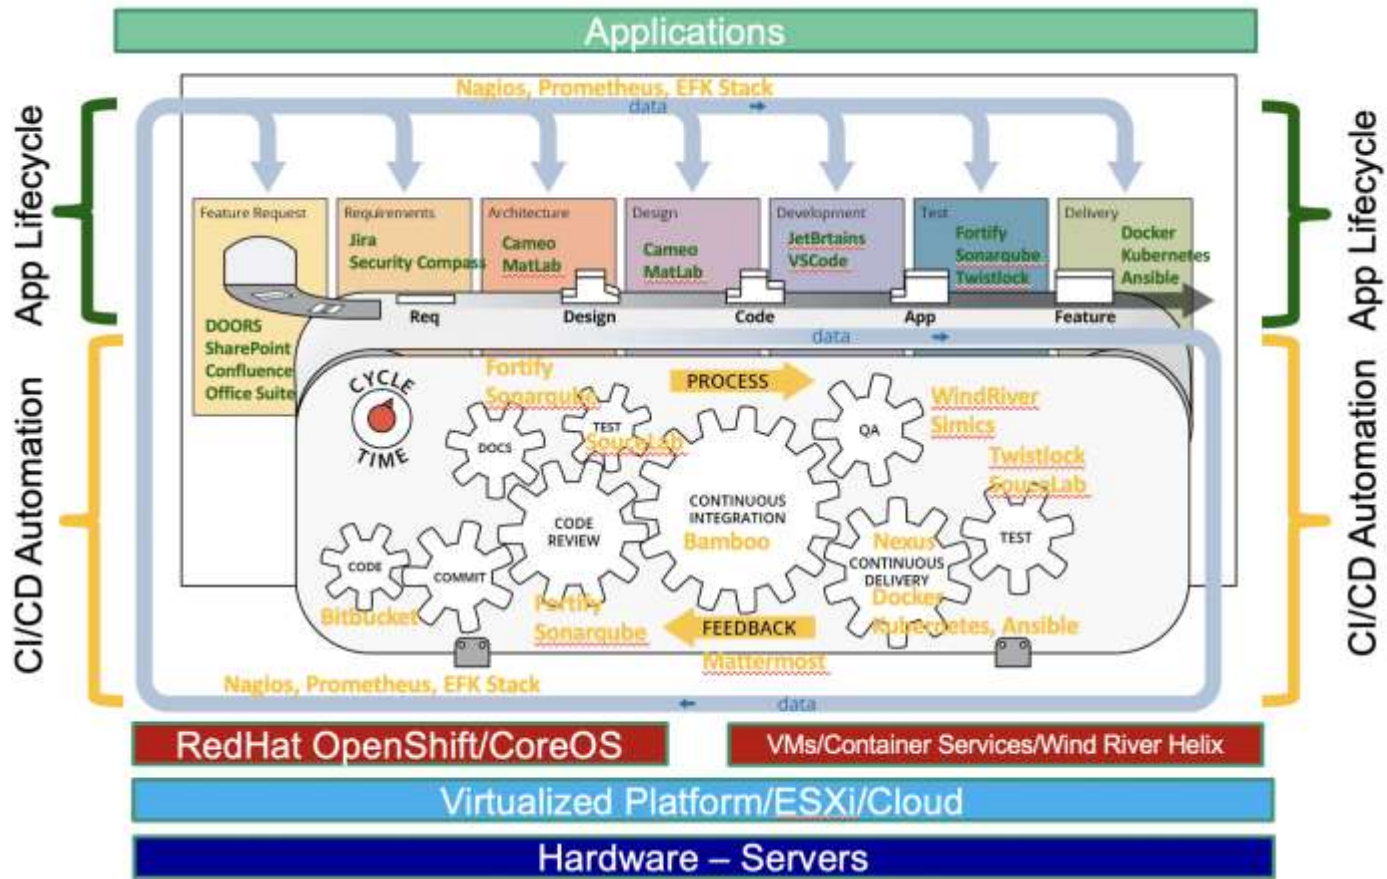 Applications
Nagios, Prometheus, EFK Stack
data
App Lifecycle
App Lifecycle
Feature Request
DOORS
SharePoint
Confluence
Office Suite
Requirements
Jira
Security Compass
Architecture
Cameo
MatLab
Design
Cameo
MatLab
Development
JetBrtains
VSCode
Test
Fortify
Sonarqube
Twistlock
Delivery
Docker
Kubernetes
Ansible
Req
Design
Code
App
Feature
data
CI/CD Automation
CI/CD Automation
CYCLE
TIME
Fortify
Sonarqube
PROCESS
DOCS
TEST
SouceLab
QA
WindRiver
Simics
Twistlock
SouceLab
CODE
REVIEW
CONTINUOUS
INTEGRATION
Bamboo
Nexus
CONTINUOUS
DELIVERY
Docker
Kubernetes, Ansible
TEST
CODE
COMMIT
Bitbucket
Fortify
Sonarqube
FEEDBACK
Mattermost
Nagios, Prometheus, EFK Stack
data
RedHat OpenShift/CoreOS
VMs/Container Services/Wind River Helix
Virtualized Platform/ESXi/Cloud
Hardware – Servers